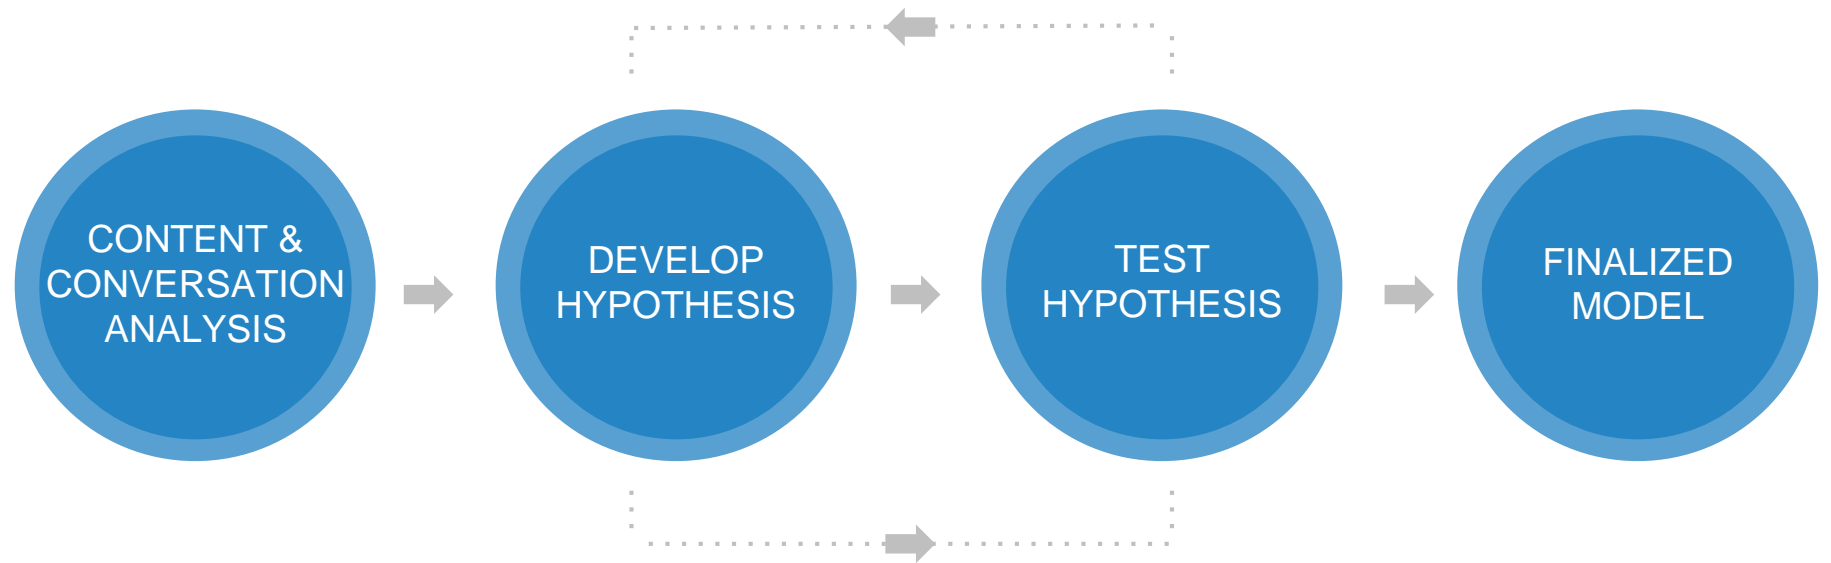 CONTENT &
CONVERSATION
ANALYSIS
DEVELOP
HYPOTHESIS
TEST
HYPOTHESIS
FINALIZED
MODEL